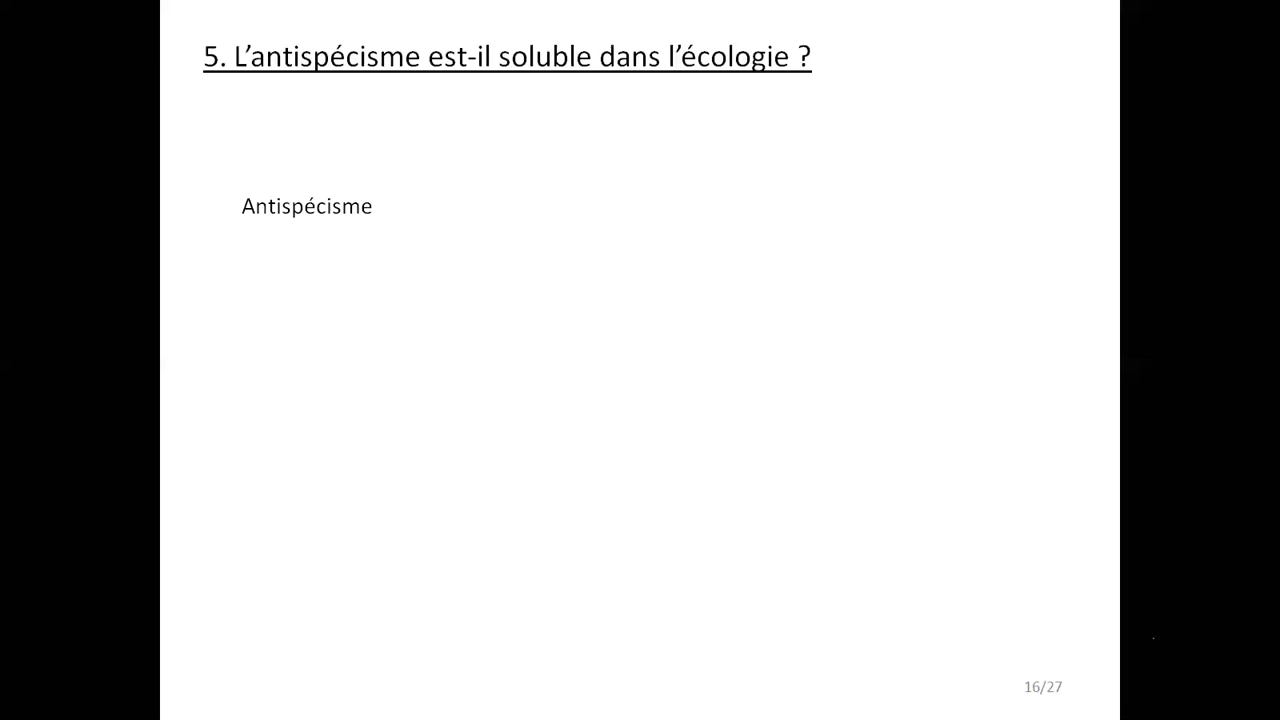 5. L’antispécisme est-il soluble dans l’écologie ?
Antispécisme
16/27